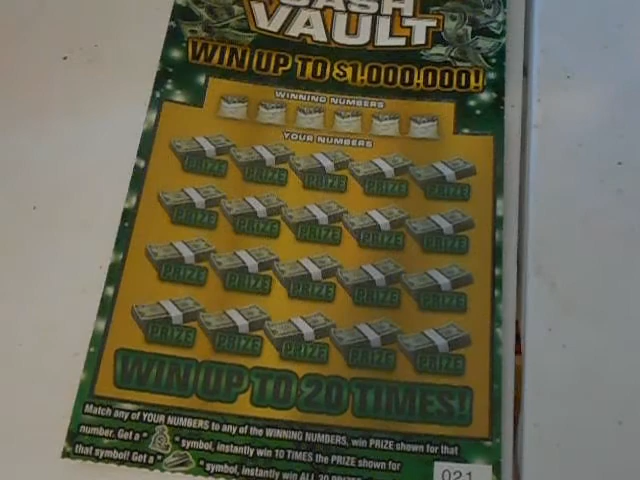 CASH
VAULT
WIN UP TO $1,000,000!
WINNING NUMBERS
YOUR NUMBERS
PRIZE PRIZE PRIZE PRIZE PRIZE
PRIZE PRIZE PRIZE PRIZE PRIZE
PRIZE PRIZE PRIZE PRIZE PRIZE
PRIZE PRIZE PRIZE PRIZE PRIZE
WIN UP TO 20 TIMES!
Match any of YOUR NUMBERS to any of the WINNING NUMBERS, win PRIZE shown for that
number. Get a " " symbol, instantly win 10 TIMES the PRIZE shown for
that symbol! Get a " " symbol, instantly win ALL 20
021